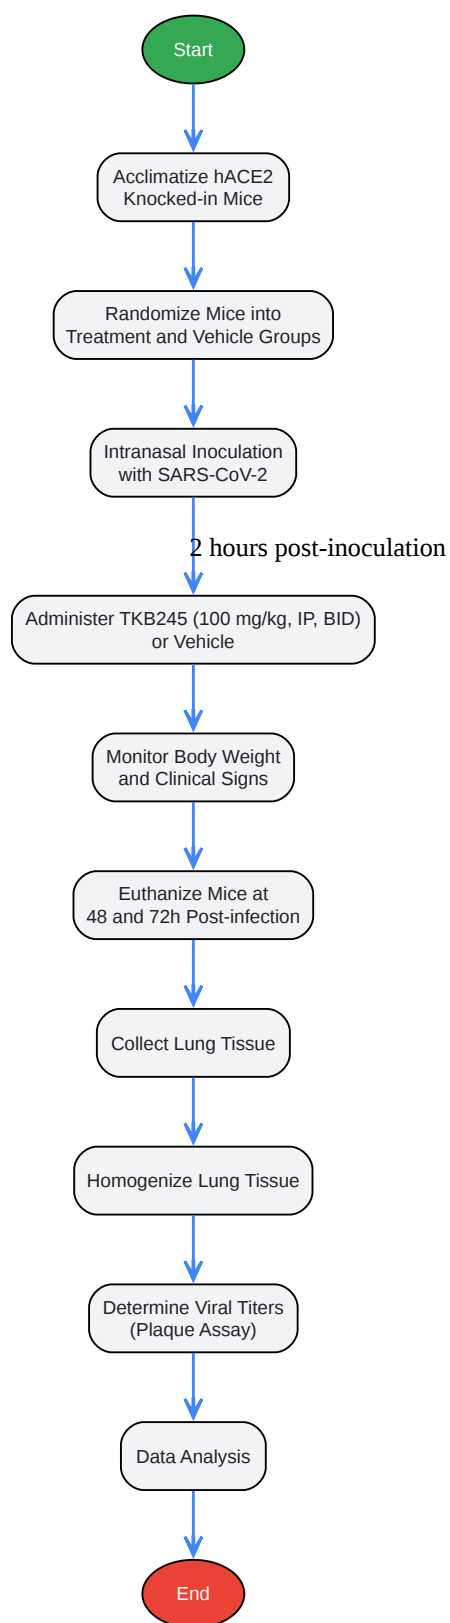 Start
Acclimatize hACE2
Knocked-in Mice
Randomize Mice into
Treatment and Vehicle Groups
Intranasal Inoculation
with SARS-CoV-2
2 hours post-inoculation
Administer TKB245 (100 mg/kg, IP, BID)
or Vehicle
Monitor Body Weight
and Clinical Signs
Euthanize Mice at
48 and 72h Post-infection
Collect Lung Tissue
Homogenize Lung Tissue
Determine Viral Titers
(Plaque Assay)
Data Analysis
End